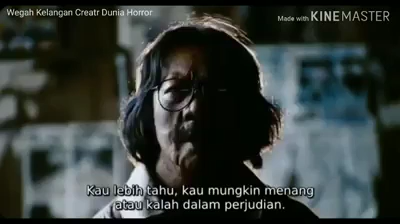 Wegah Kelangan Creatr Dunia Horror
Made with KINEMASTER
Kau lebih tahu, kau mungkin menang
atau kalah dalam perjudian.